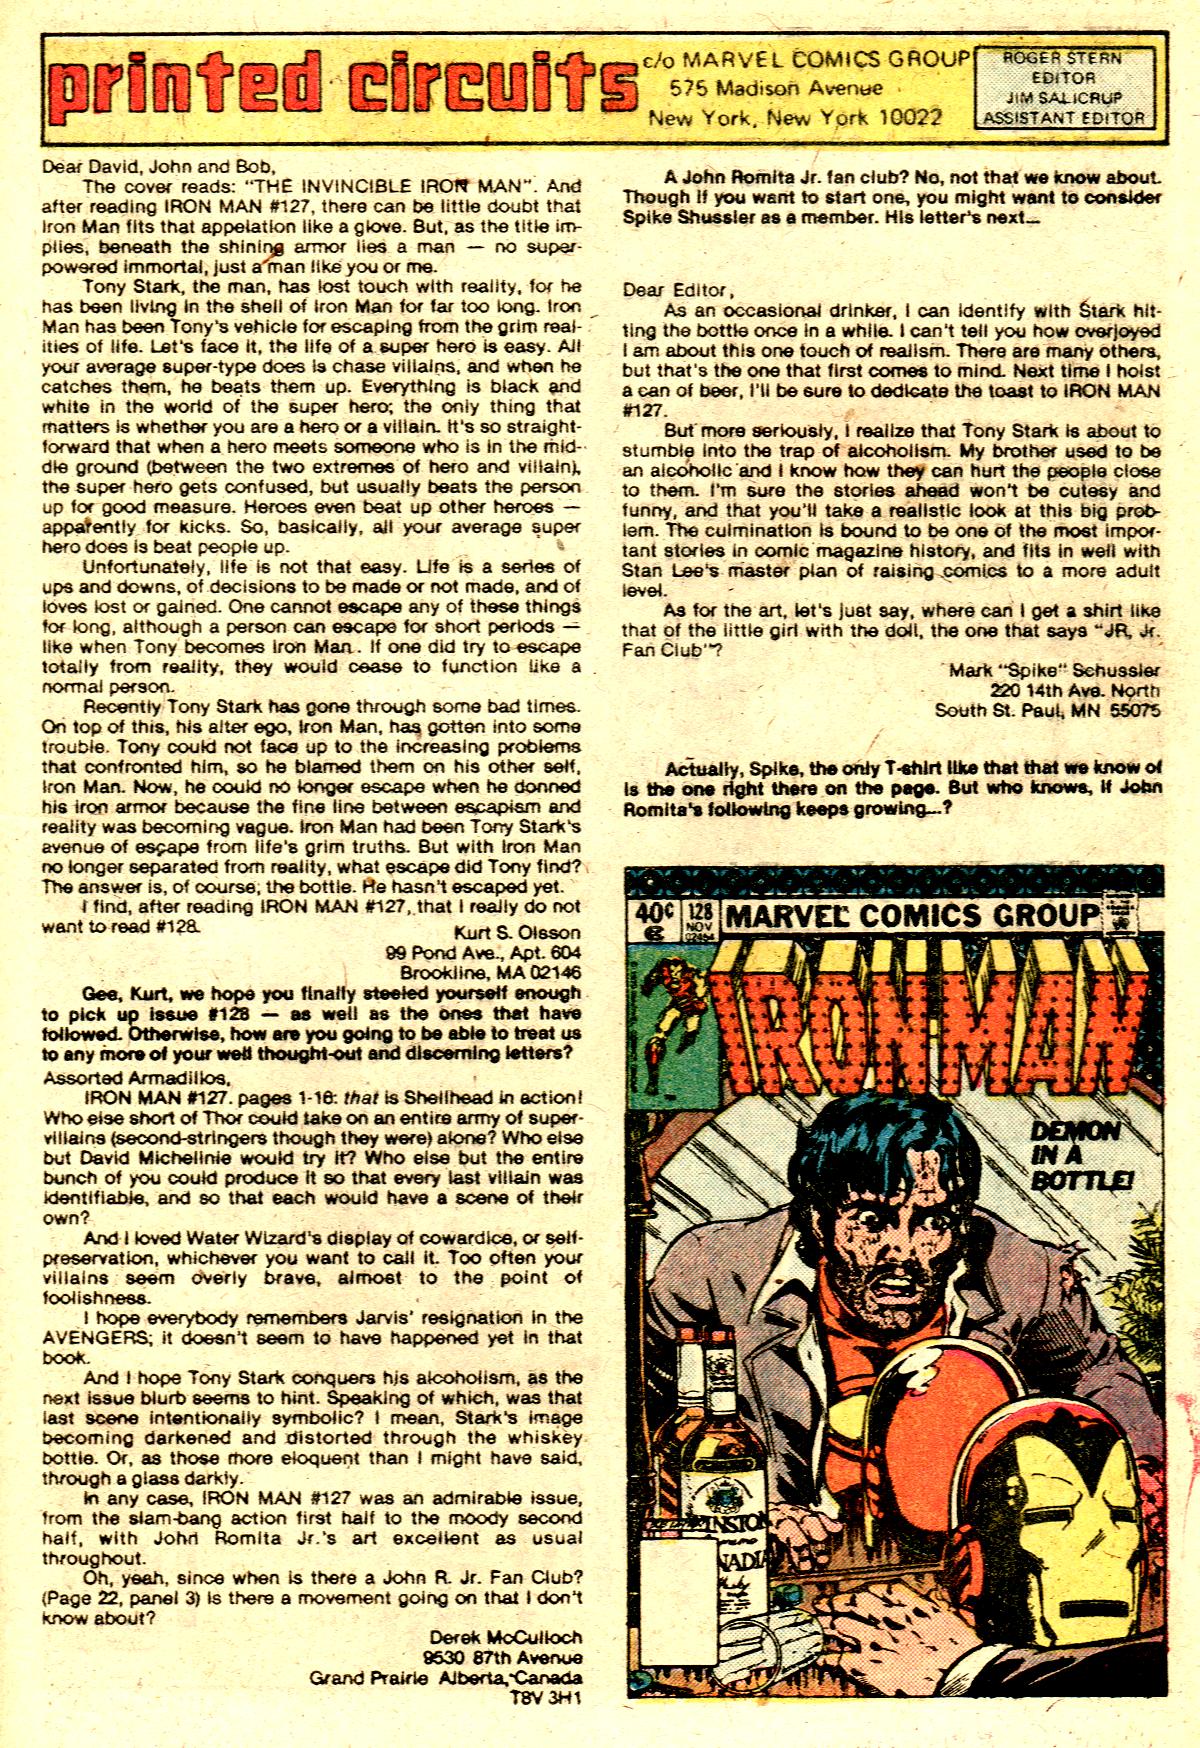 printed circuits
c/o MARVEL COMICS GROUP
575 Madison Avenue
New York, New York 10022
ROGER STERN
EDITOR
JIM SALICRUP
ASSISTANT EDITOR
Dear David, John and Bob,
The cover reads: "THE INVINCIBLE IRON MAN". And
after reading IRON MAN #127, there can be little doubt that
Iron Man fits that appelation like a glove. But, as the title im-
plies, beneath the shining armor lies a man — no super-
powered immortal, just a man like you or me.
Tony Stark, the man, has lost touch with reality, for he
has been living in the shell of Iron Man for far too long. Iron
Man has been Tony's vehicle for escaping from the grim real-
ities of life. Let's face it, the life of a super hero is easy. All
your average super-type does is chase villains, and when he
catches them, he beats them up. Everything is black and
white in the world of the super hero; the only thing that
matters is whether you are a hero or a villain. It's so straight-
forward that when a hero meets someone who is in the mid-
dle ground (between the two extremes of hero and villain),
the super hero gets confused, but usually beats the person
up for good measure. Heroes even beat up other heroes —
apparently for kicks. So, basically, all your average super
hero does is beat people up.
Unfortunately, life is not that easy. Life is a series of
ups and downs, of decisions to be made or not made, and of
loves lost or gained. One cannot escape any of these things
for long, although a person can escape for short periods —
like when Tony becomes Iron Man. If one did try to escape
totally from reality, they would cease to function like a
normal person.
Recently Tony Stark has gone through some bad times.
On top of this, his alter ego, Iron Man, has gotten into some
trouble. Tony could not face up to the increasing problems
that confronted him, so he blamed them on his other self,
Iron Man. Now, he could no longer escape when he donned
his iron armor because the fine line between escapism and
reality was becoming vague. Iron Man had been Tony Stark's
avenue of escape from life's grim truths. But with Iron Man
no longer separated from reality, what escape did Tony find?
The answer is, of course, the bottle. He hasn't escaped yet.
I find, after reading IRON MAN #127, that I really do not
want to read #128.
Kurt S. Olsson
99 Pond Ave., Apt. 604
Brookline, MA 02146
Gee, Kurt, we hope you finally steeled yourself enough
to pick up issue #128 — as well as the ones that have
followed. Otherwise, how are you going to be able to treat us
to any more of your well thought-out and discerning letters?
Assorted Armadillos,
IRON MAN #127. pages 1-16: that is Shellhead in action!
Who else short of Thor could take on an entire army of super-
villains (second-stringers though they were) alone? Who else
but David Michelinie would try it? Who else but the entire
bunch of you could produce it so that every last villain was
identifiable, and so that each would have a scene of their
own?
And I loved Water Wizard's display of cowardice, or self-
preservation, whichever you want to call it. Too often your
villains seem overly brave, almost to the point of
foolishness.
I hope everybody remembers Jarvis' resignation in the
AVENGERS; it doesn't seem to have happened yet in that
book.
And I hope Tony Stark conquers his alcoholism, as the
next issue blurb seems to hint. Speaking of which, was that
last scene intentionally symbolic? I mean, Stark's image
becoming darkened and distorted through the whiskey
bottle. Or, as those more eloquent than I might have said,
through a glass darkly.
In any case, IRON MAN #127 was an admirable issue,
from the slam-bang action first half to the moody second
half, with John Romita Jr.'s art excellent as usual
throughout.
Oh, yeah, since when is there a John R. Jr. Fan Club?
(Page 22, panel 3) Is there a movement going on that I don't
know about?
Derek McCulloch
9530 87th Avenue
Grand Prairie Alberta, Canada
T8V 3H1
A John Romita Jr. fan club? No, not that we know about.
Though if you want to start one, you might want to consider
Spike Shussler as a member. His letter's next...
Dear Editor,
As an occasional drinker, I can identify with Stark hit-
ting the bottle once in a while. I can't tell you how overjoyed
I am about this one touch of realism. There are many others,
but that's the one that first comes to mind. Next time I hoist
a can of beer, I'll be sure to dedicate the toast to IRON MAN
#127.
But more seriously, I realize that Tony Stark is about to
stumble into the trap of alcoholism. My brother used to be
an alcoholic and I know how they can hurt the people close
to them. I'm sure the stories ahead won't be cutesy and
funny, and that you'll take a realistic look at this big prob-
lem. The culmination is bound to be one of the most impor-
tant stories in comic magazine history, and fits in well with
Stan Lee's master plan of raising comics to a more adult
level.
As for the art, let's just say, where can I get a shirt like
that of the little girl with the doll, the one that says "JR, Jr.
Fan Club"?
Mark "Spike" Schussler
220 14th Ave. North
South St. Paul, MN 55075
Actually, Spike, the only T-shirt like that that we know of
is the one right there on the page. But who knows, if John
Romita's following keeps growing...?
40¢
128
NOV
02454
MARVEL COMICS GROUP
IRON MAN
DEMON
IN A
BOTTLE!
INSTON
NADIA